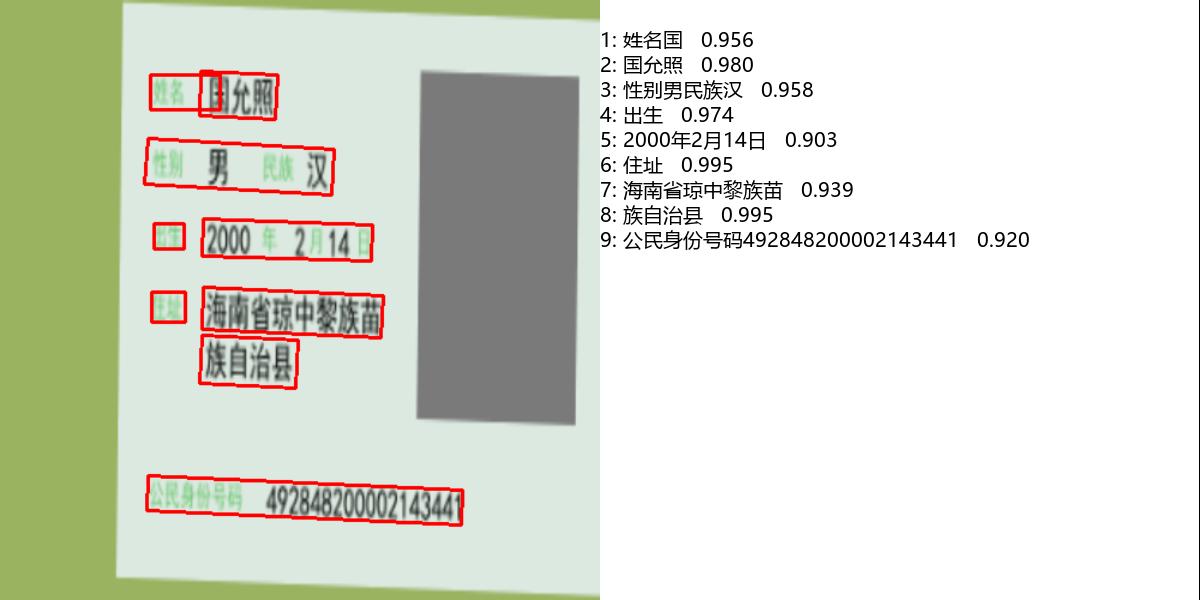 姓名 国允照
性别 男 民族 汉
出生 2000 年 2 月 14 日
住址 海南省琼中黎族苗
族自治县
公民身份号码 492848200002143441
1: 姓名国 0.956
2: 国允照 0.980
3: 性别男民族汉 0.958
4: 出生 0.974
5: 2000年2月14日 0.903
6: 住址 0.995
7: 海南省琼中黎族苗 0.939
8: 族自治县 0.995
9: 公民身份号码492848200002143441 0.920